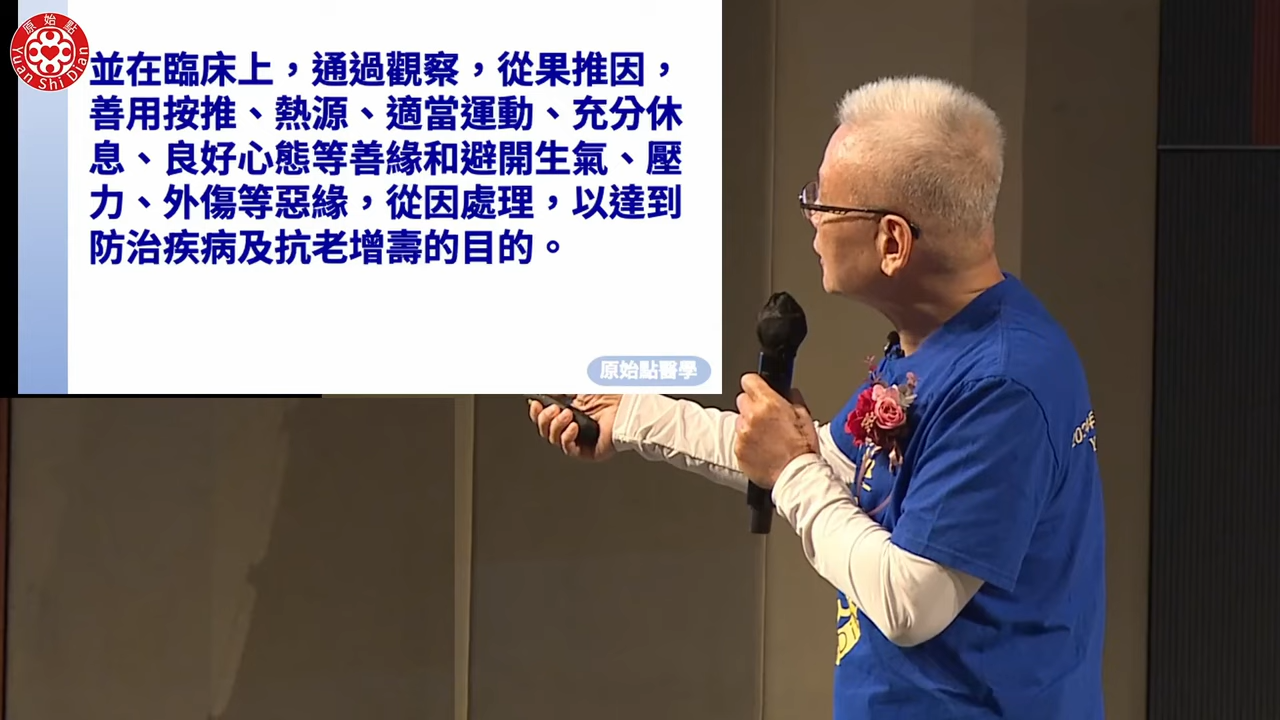 原始點
Yuan Shi Dian
並在臨床上，通過觀察，從果推因，
善用按推、熱源、適當運動、充分休
息、良好心態等善緣和避開生氣、壓
力、外傷等惡緣，從因處理，以達到
防治疾病及抗老增壽的目的。
原始點醫學